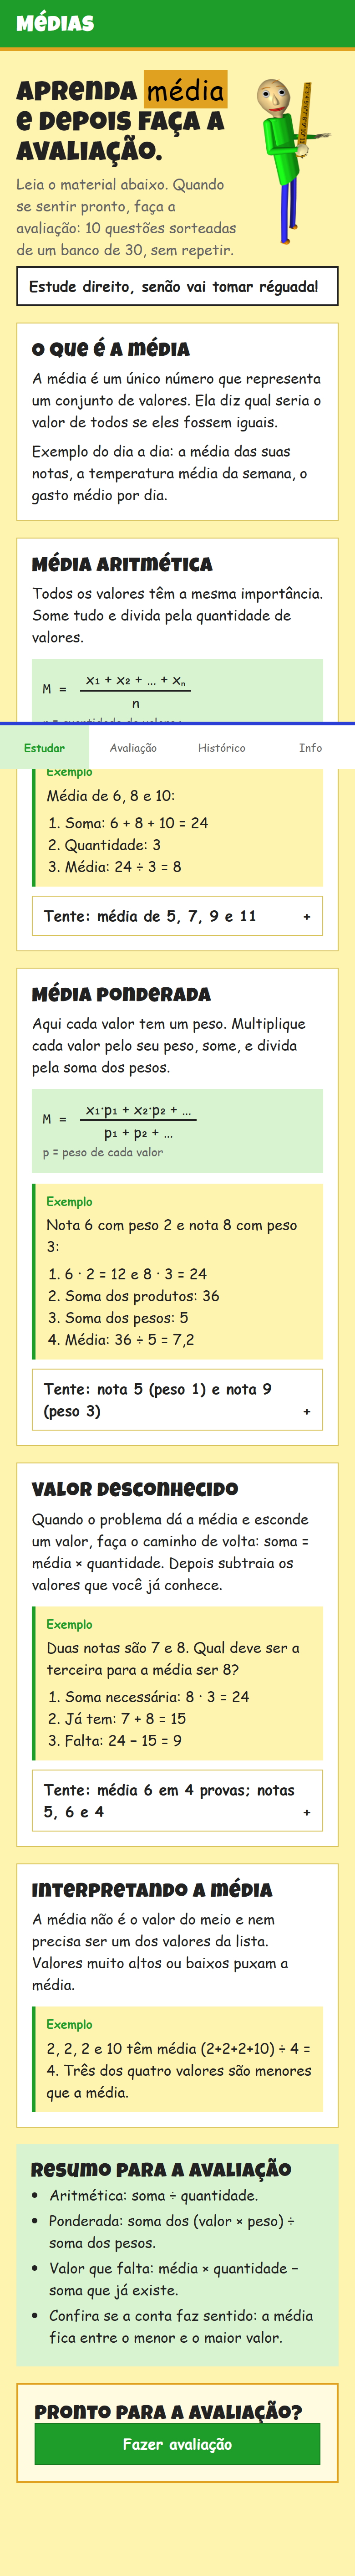 MÉDIAS
APRENDA média
E DEPOIS FAÇA A
AVALIAÇÃO.
Leia o material abaixo. Quando
se sentir pronto, faça a
avaliação: 10 questões sorteadas
de um banco de 30, sem repetir.
Estude direito, senão vai tomar réguada!
O QUE É A MÉDIA
A média é um único número que representa
um conjunto de valores. Ela diz qual seria o
valor de todos se eles fossem iguais.
Exemplo do dia a dia: a média das suas
notas, a temperatura média da semana, o
gasto médio por dia.
MÉDIA ARITMÉTICA
Todos os valores têm a mesma importância.
Some tudo e divida pela quantidade de
valores.
M = x₁ + x₂ + ... + xₙ
n
Estudar Avaliação Histórico Info
Exemplo
Média de 6, 8 e 10:
1. Soma: 6 + 8 + 10 = 24
2. Quantidade: 3
3. Média: 24 ÷ 3 = 8
Tente: média de 5, 7, 9 e 11 +
MÉDIA PONDERADA
Aqui cada valor tem um peso. Multiplique
cada valor pelo seu peso, some, e divida
pela soma dos pesos.
M = x₁·p₁ + x₂·p₂ + ...
p₁ + p₂ + ...
p = peso de cada valor
Exemplo
Nota 6 com peso 2 e nota 8 com peso
3:
1. 6 · 2 = 12 e 8 · 3 = 24
2. Soma dos produtos: 36
3. Soma dos pesos: 5
4. Média: 36 ÷ 5 = 7,2
Tente: nota 5 (peso 1) e nota 9
(peso 3) +
VALOR DESCONHECIDO
Quando o problema dá a média e esconde
um valor, faça o caminho de volta: soma =
média × quantidade. Depois subtraia os
valores que você já conhece.
Exemplo
Duas notas são 7 e 8. Qual deve ser a
terceira para a média ser 8?
1. Soma necessária: 8 · 3 = 24
2. Já tem: 7 + 8 = 15
3. Falta: 24 − 15 = 9
Tente: média 6 em 4 provas; notas
5, 6 e 4 +
INTERPRETANDO A MÉDIA
A média não é o valor do meio e nem
precisa ser um dos valores da lista.
Valores muito altos ou baixos puxam a
média.
Exemplo
2, 2, 2 e 10 têm média (2+2+2+10) ÷ 4 =
4. Três dos quatro valores são menores
que a média.
RESUMO PARA A AVALIAÇÃO
• Aritmética: soma ÷ quantidade.
• Ponderada: soma dos (valor × peso) ÷
soma dos pesos.
• Valor que falta: média × quantidade −
soma que já existe.
• Confira se a conta faz sentido: a média
fica entre o menor e o maior valor.
PRONTO PARA A AVALIAÇÃO?
Fazer avaliação